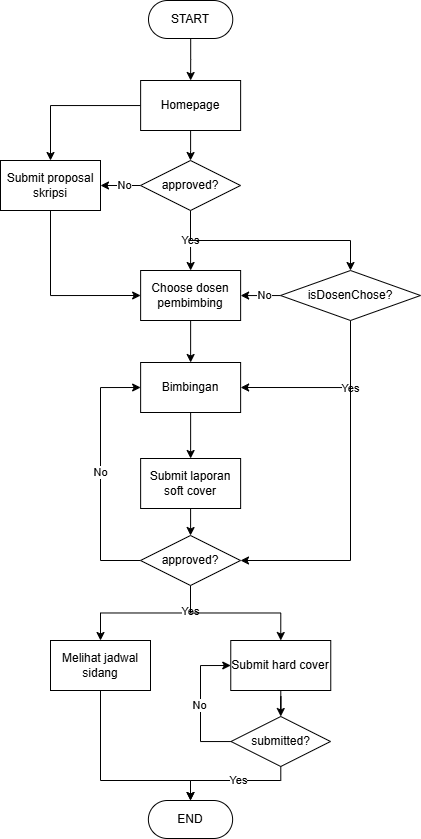 START
Homepage
Submit proposal
skripsi
No
approved?
Yes
Choose dosen
pembimbing
No
isDosenChose?
Bimbingan
Yes
No
Submit laporan
soft cover
approved?
Yes
Melihat jadwal
sidang
Submit hard cover
No
submitted?
Yes
END